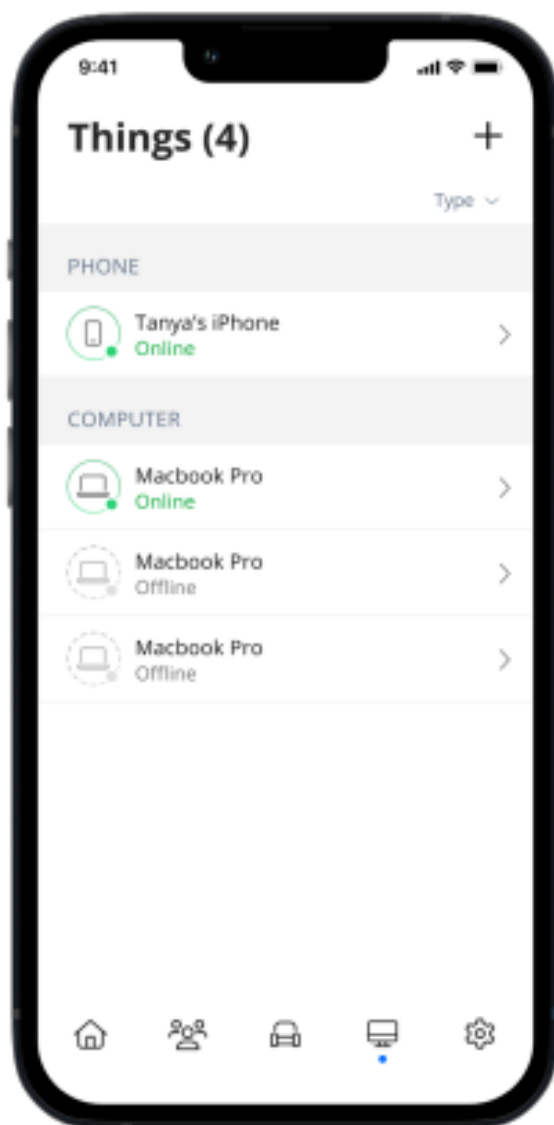 9:41
Things (4)
Type
PHONE
Tanya's iPhone
Online
COMPUTER
Macbook Pro
Online
Macbook Pro
Offline
Macbook Pro
Offline